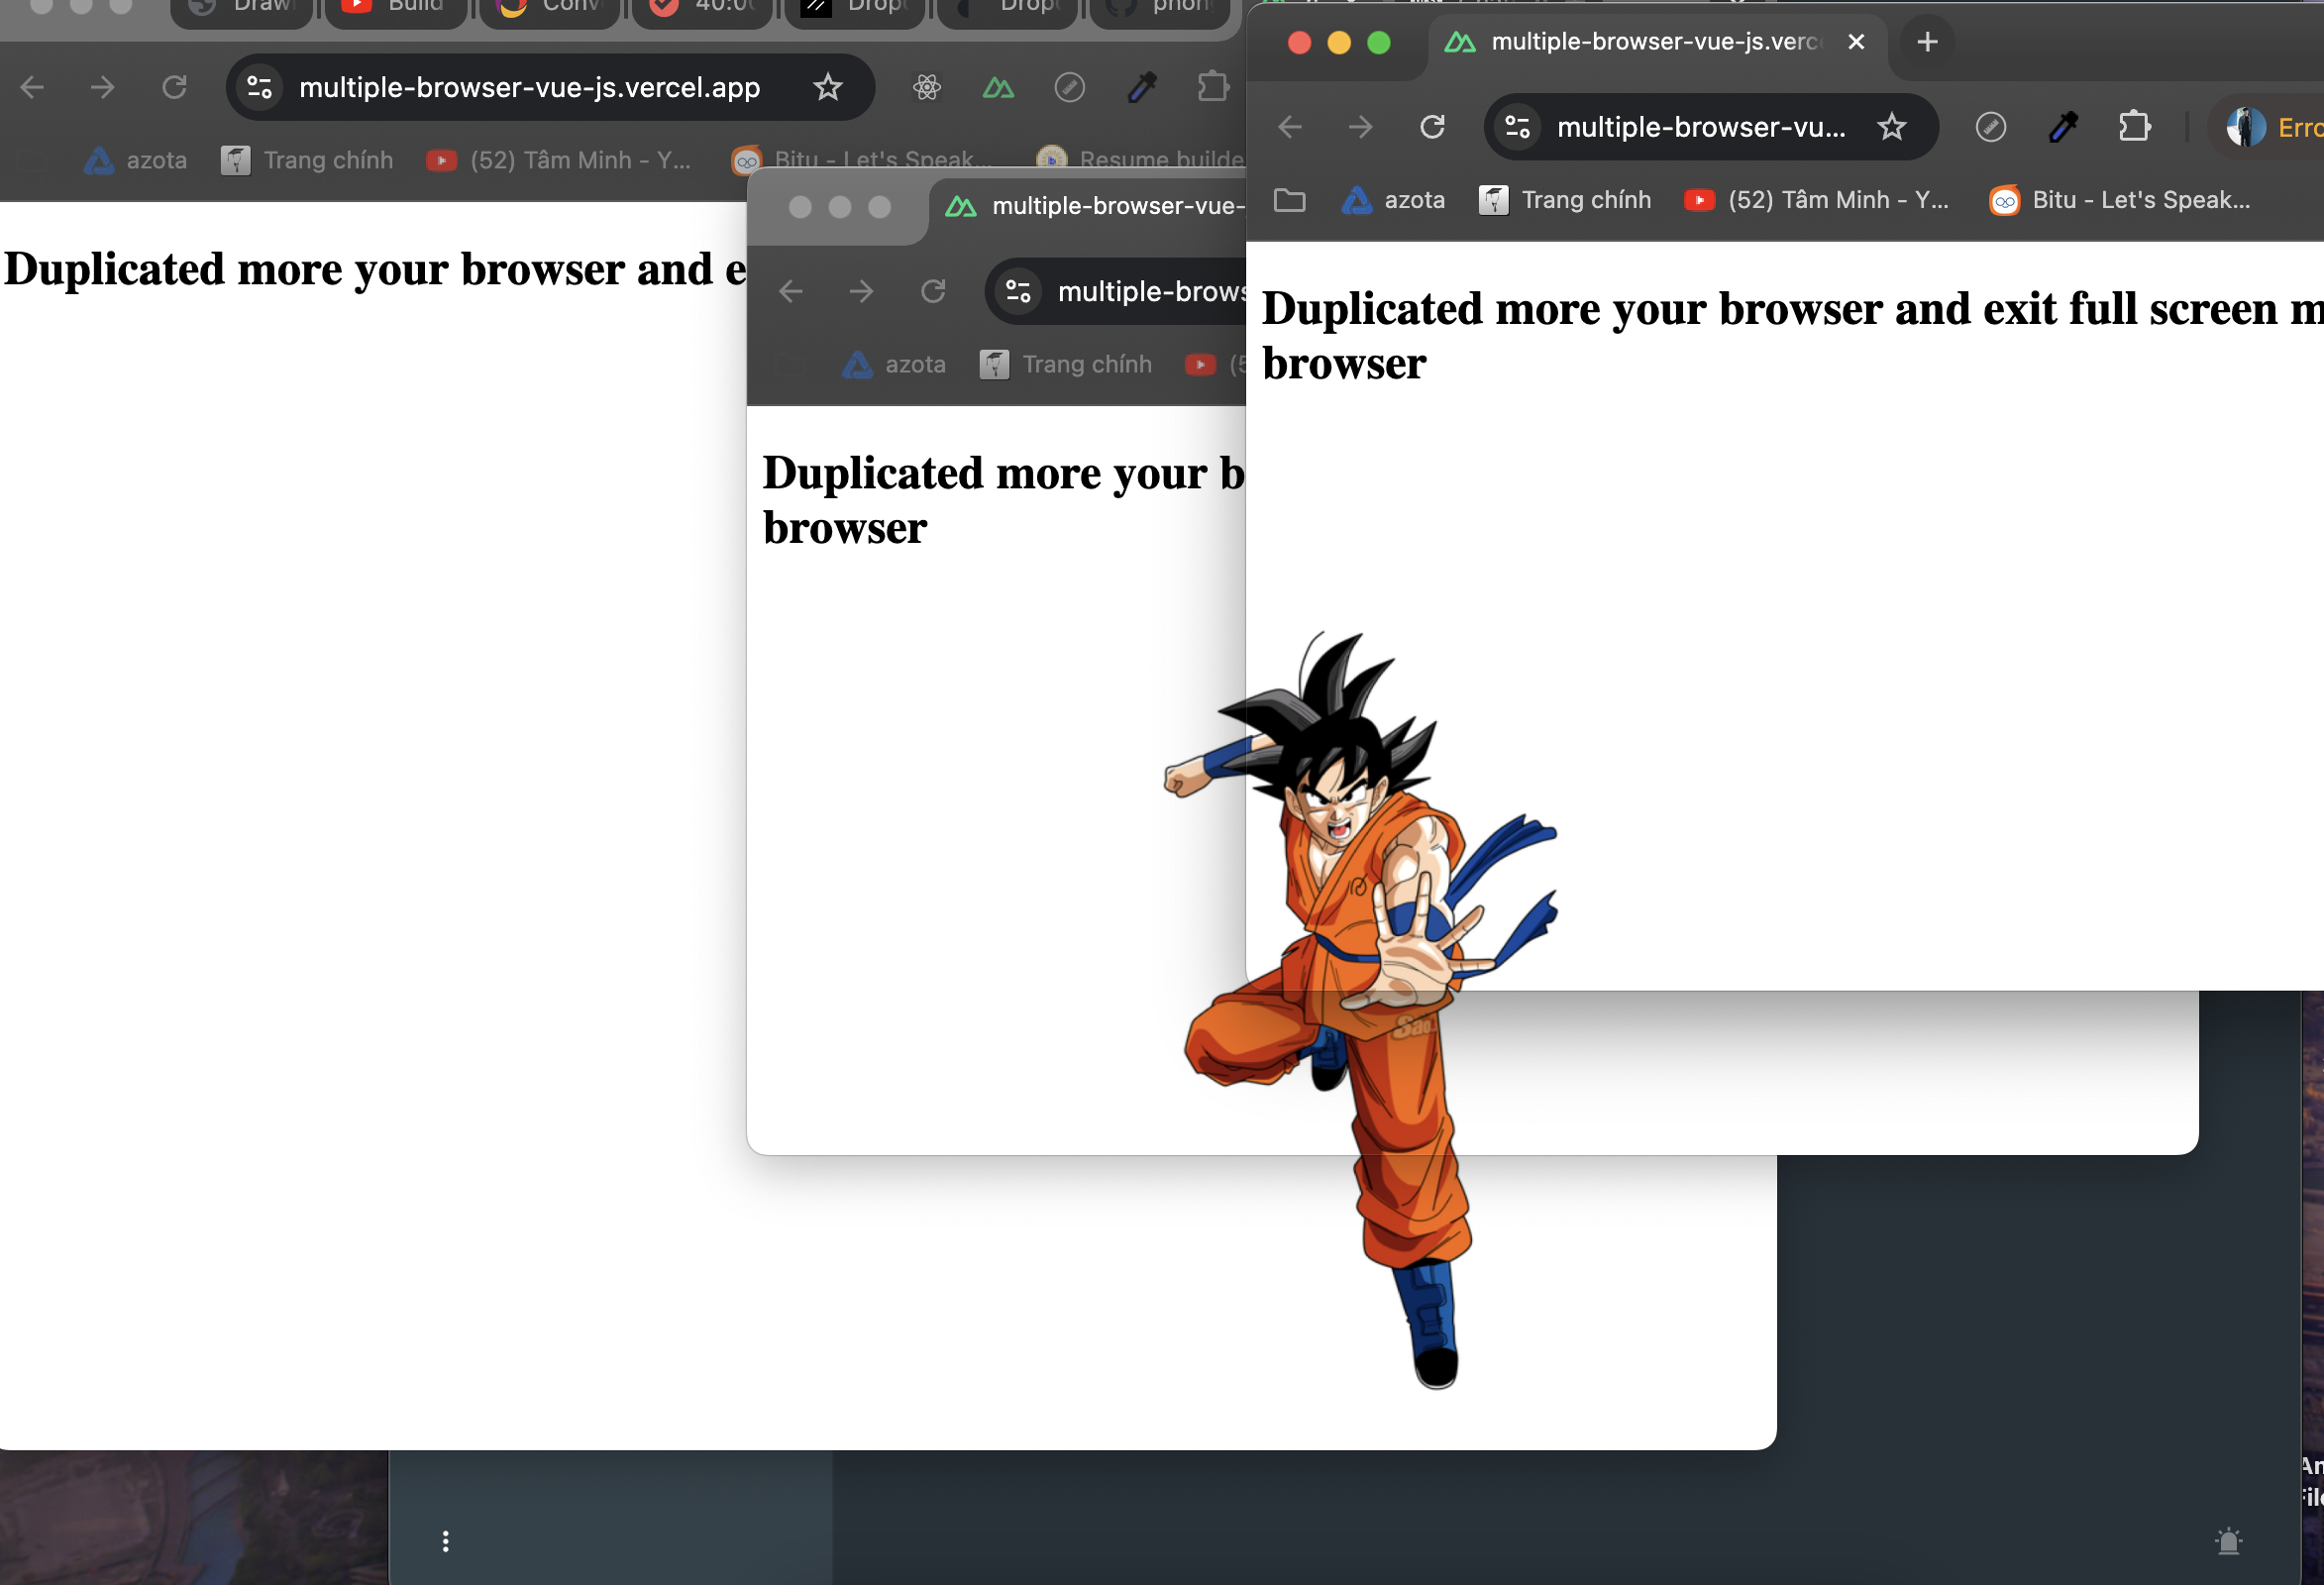 Build
Conv
40:0
Drop
Drop
phon
multiple-browser-vue-js.vercel.app
azota
Trang chính
(52) Tâm Minh - Y...
Bitu - Let's Speak...
Resume builde
Duplicated more your browser and e
multiple-browser-vue-
multiple-brows
azota
Trang chính
(5
Duplicated more your b
browser
multiple-browser-vue-js.verc
multiple-browser-vu...
Erro
azota
Trang chính
(52) Tâm Minh - Y...
Bitu - Let's Speak...
Duplicated more your browser and exit full screen m
browser
An
File